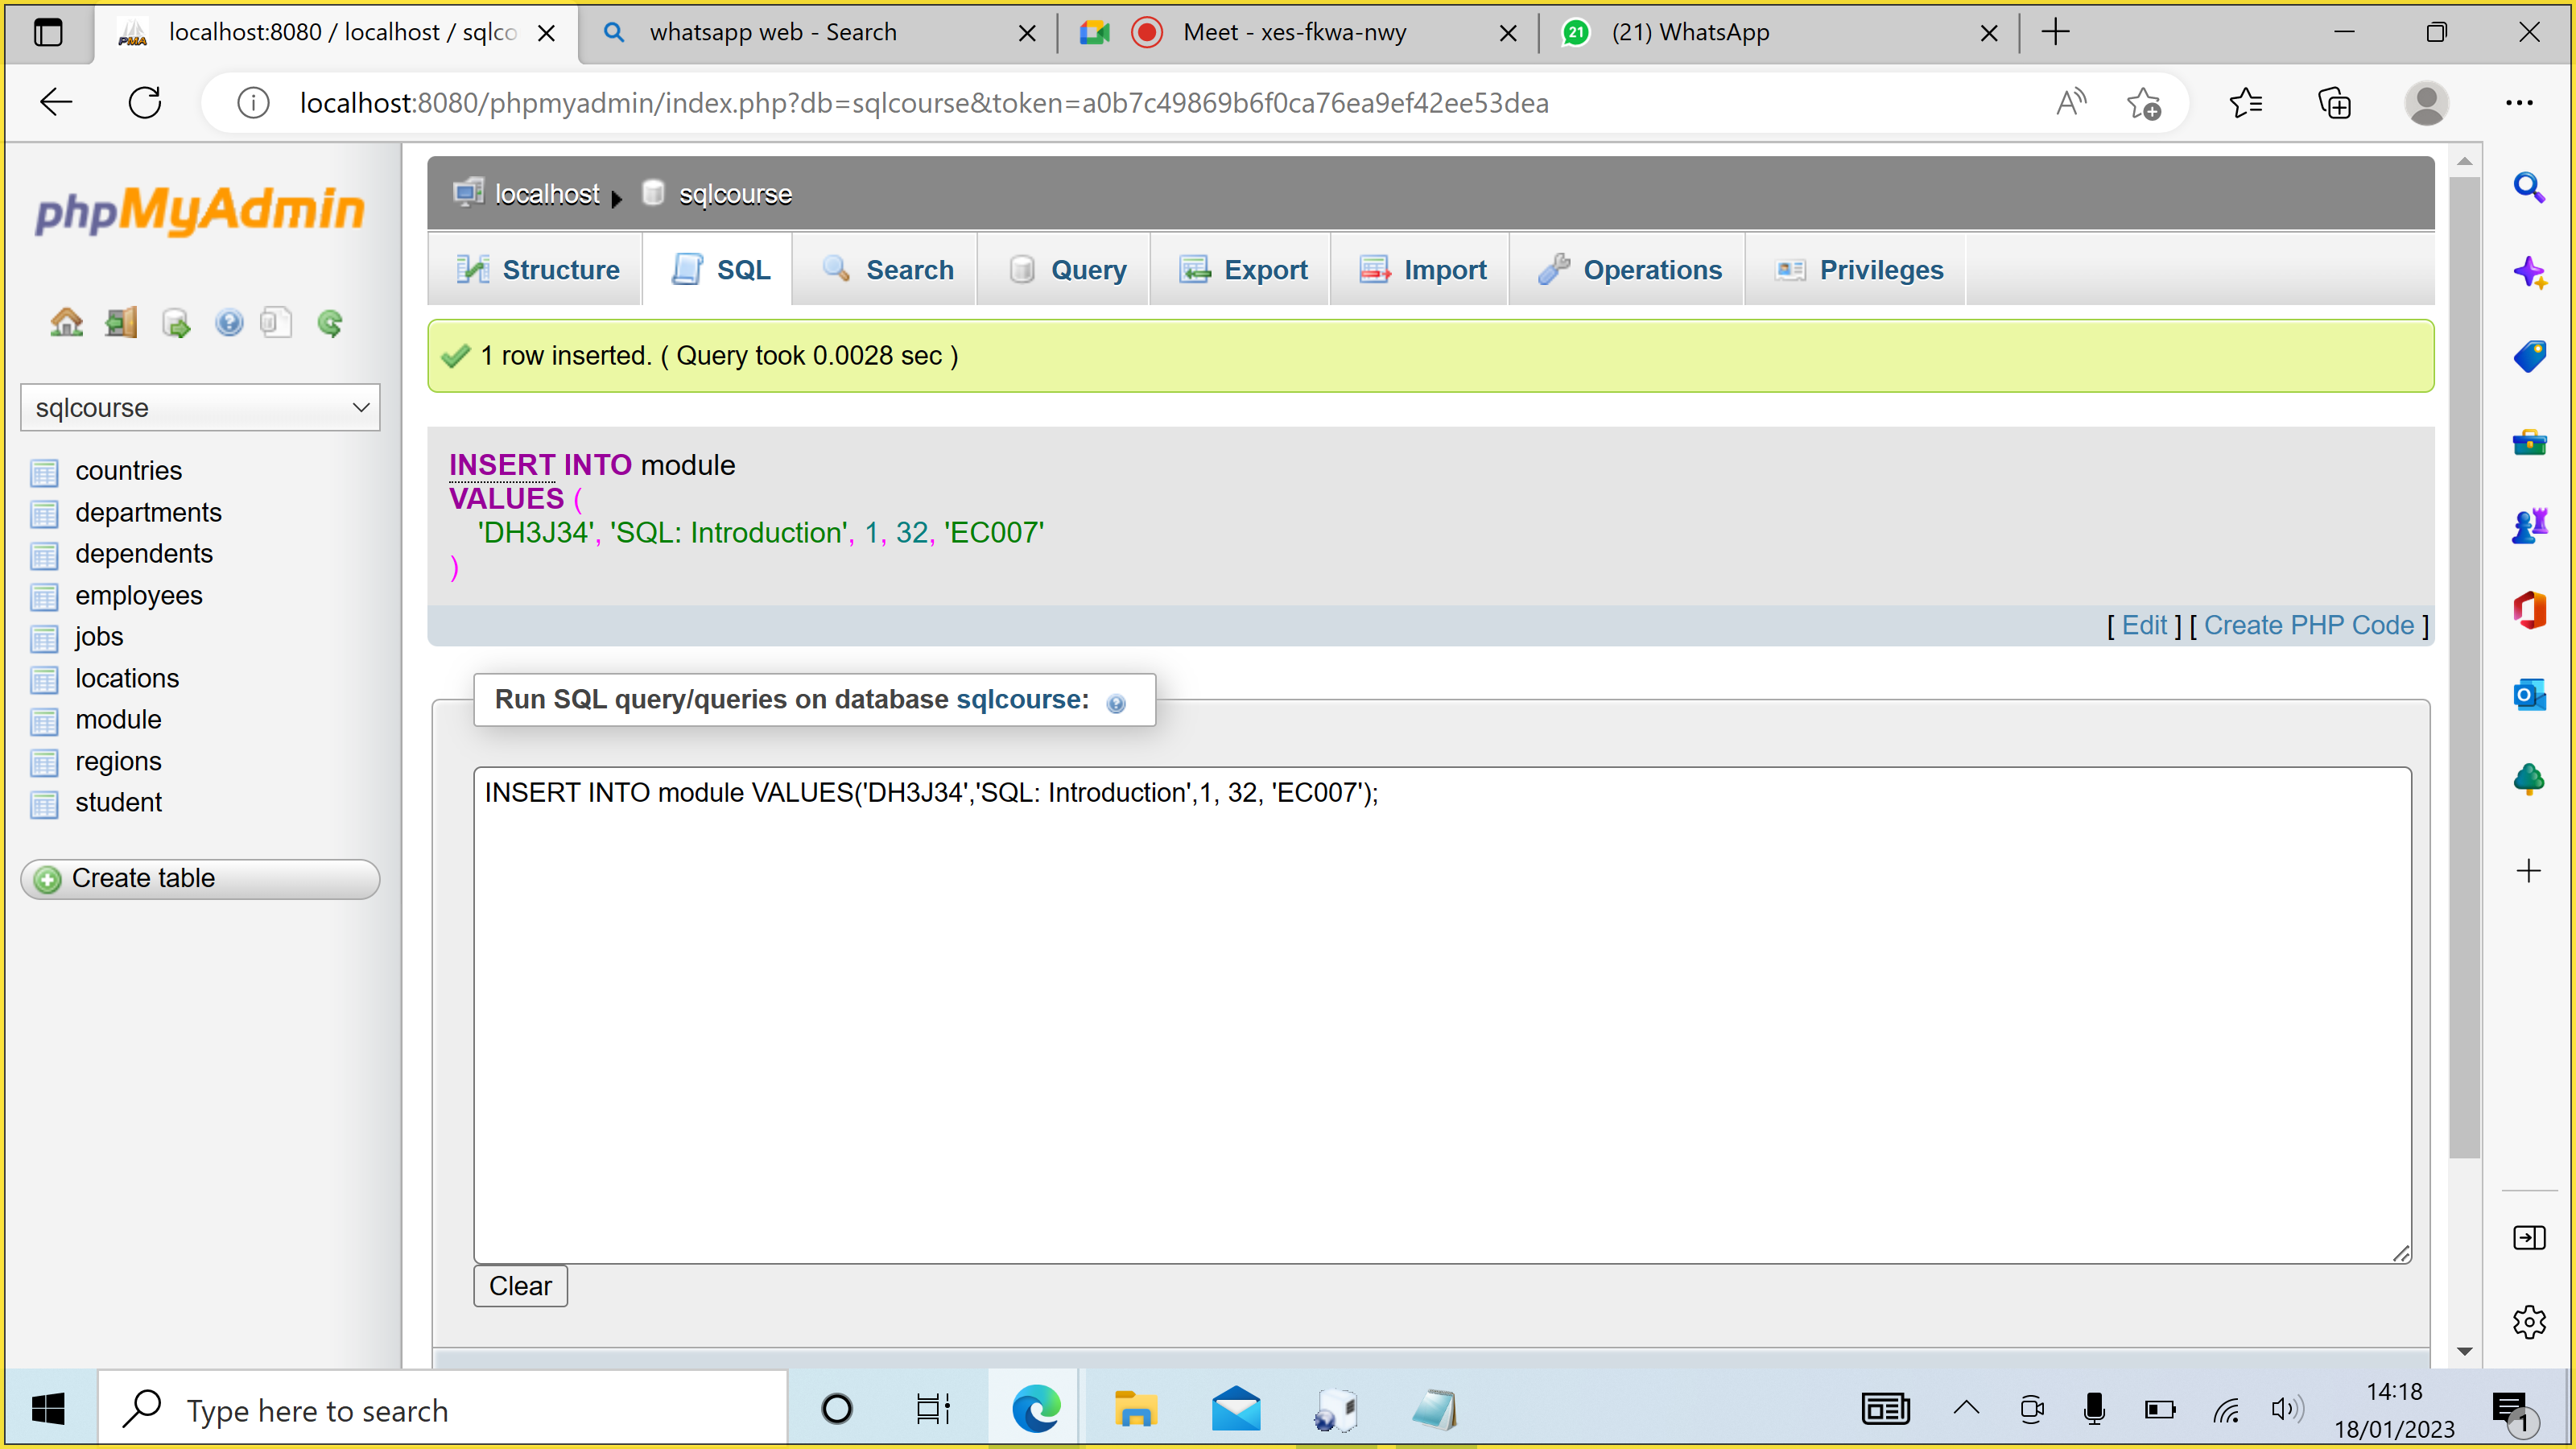 localhost:8080 / localhost / sqlco
whatsapp web - Search
Meet - xes-fkwa-nwy
21
(21) WhatsApp
localhost:8080/phpmyadmin/index.php?db=sqlcourse&token=a0b7c49869b6f0ca76ea9ef42ee53dea
phpMyAdmin
localhost
sqlcourse
Structure
SQL
Search
Query
Export
Import
Operations
Privileges
1 row inserted. ( Query took 0.0028 sec )
sqlcourse
countries
departments
dependents
employees
jobs
locations
module
regions
student
Create table
INSERT INTO module
VALUES (
'DH3J34', 'SQL: Introduction', 1, 32, 'EC007'
)
[ Edit ] [ Create PHP Code ]
Run SQL query/queries on database sqlcourse:
INSERT INTO module VALUES('DH3J34','SQL: Introduction',1, 32, 'EC007');
Clear
Type here to search
14:18
18/01/2023
1